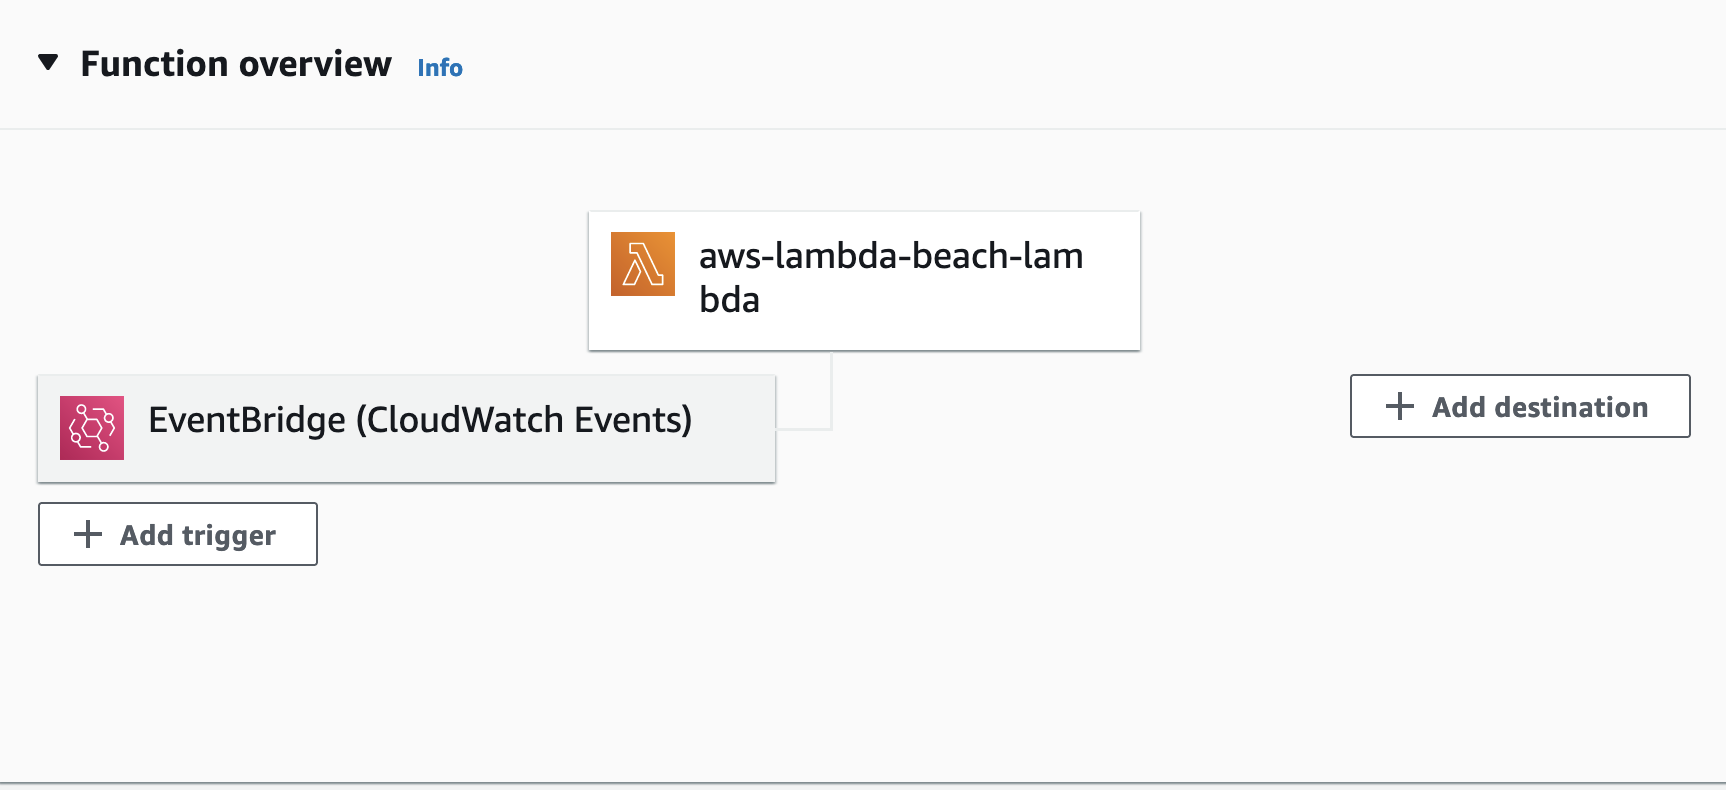 Function overview Info
aws-lambda-beach-lam
bda
EventBridge (CloudWatch Events)
Add destination
Add trigger